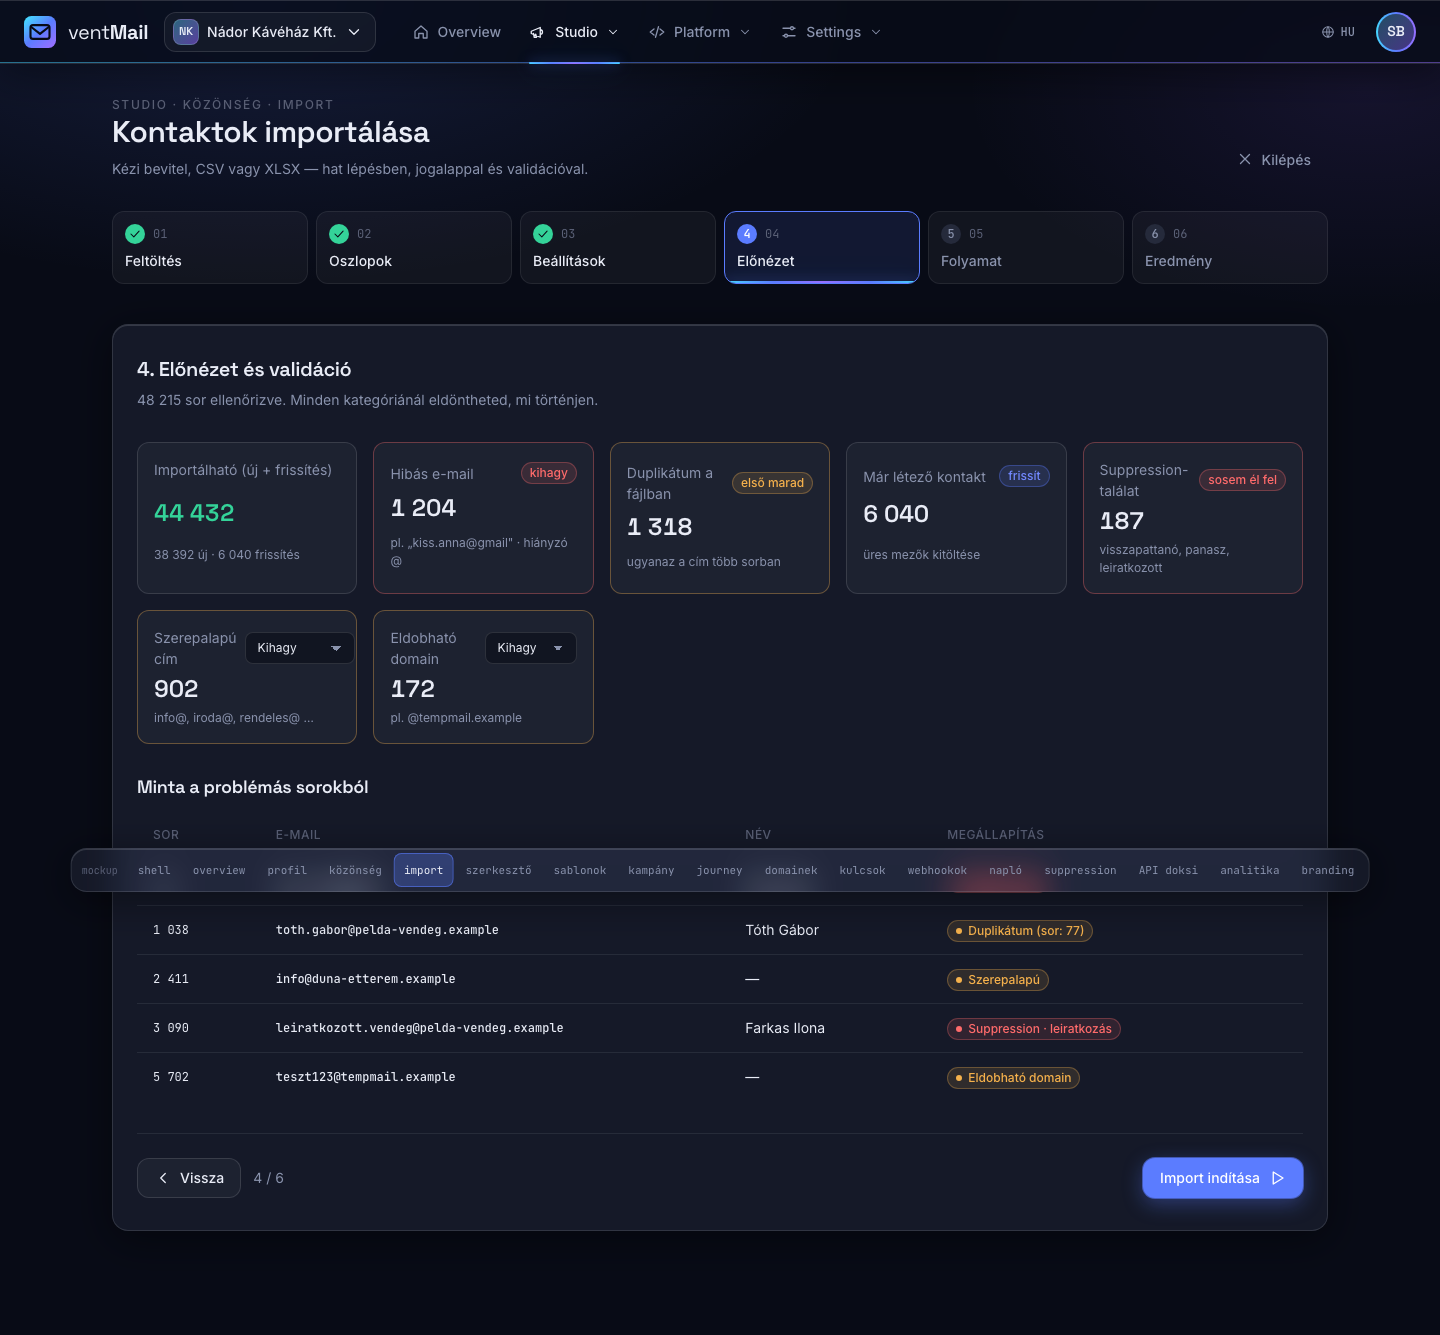 ventMail NK Nádor Kávéház Kft. Overview Studio Platform Settings HU SB
STUDIO · KÖZÖNSÉG · IMPORT
Kontaktok importálása
Kézi bevitel, CSV vagy XLSX — hat lépésben, jogalappal és validációval.
Kilépés
01
Feltöltés
02
Oszlopok
03
Beállítások
4 04
Előnézet
5 05
Folyamat
6 06
Eredmény
4. Előnézet és validáció
48 215 sor ellenőrizve. Minden kategóriánál eldöntheted, mi történjen.
Importálható (új + frissítés)
44 432
38 392 új · 6 040 frissítés
Hibás e-mail kihagy
1 204
pl. „kiss.anna@gmail" · hiányzó
@
Duplikátum a
fájlban
első marad
1 318
ugyanaz a cím több sorban
Már létező kontakt frissít
6 040
üres mezők kitöltése
Suppression-
találat
sosem él fel
187
visszapattanó, panasz,
leiratkozott
Szerepalapú
cím
Kihagy
902
info@, iroda@, rendeles@ ...
Eldobható
domain
Kihagy
172
pl. @tempmail.example
Minta a problémás sorokból
SOR E-MAIL NÉV MEGÁLLAPÍTÁS
mockup shell overview profil közönség import szerkesztő sablonok kampány journey domainek kulcsok webhookok napló suppression API doksi analitika branding
1 038 toth.gabor@pelda-vendeg.example Tóth Gábor Duplikátum (sor: 77)
2 411 info@duna-etterem.example — Szerepalapú
3 090 leiratkozott.vendeg@pelda-vendeg.example Farkas Ilona Suppression · leiratkozás
5 702 teszt123@tempmail.example — Eldobható domain
Vissza 4 / 6 Import indítása